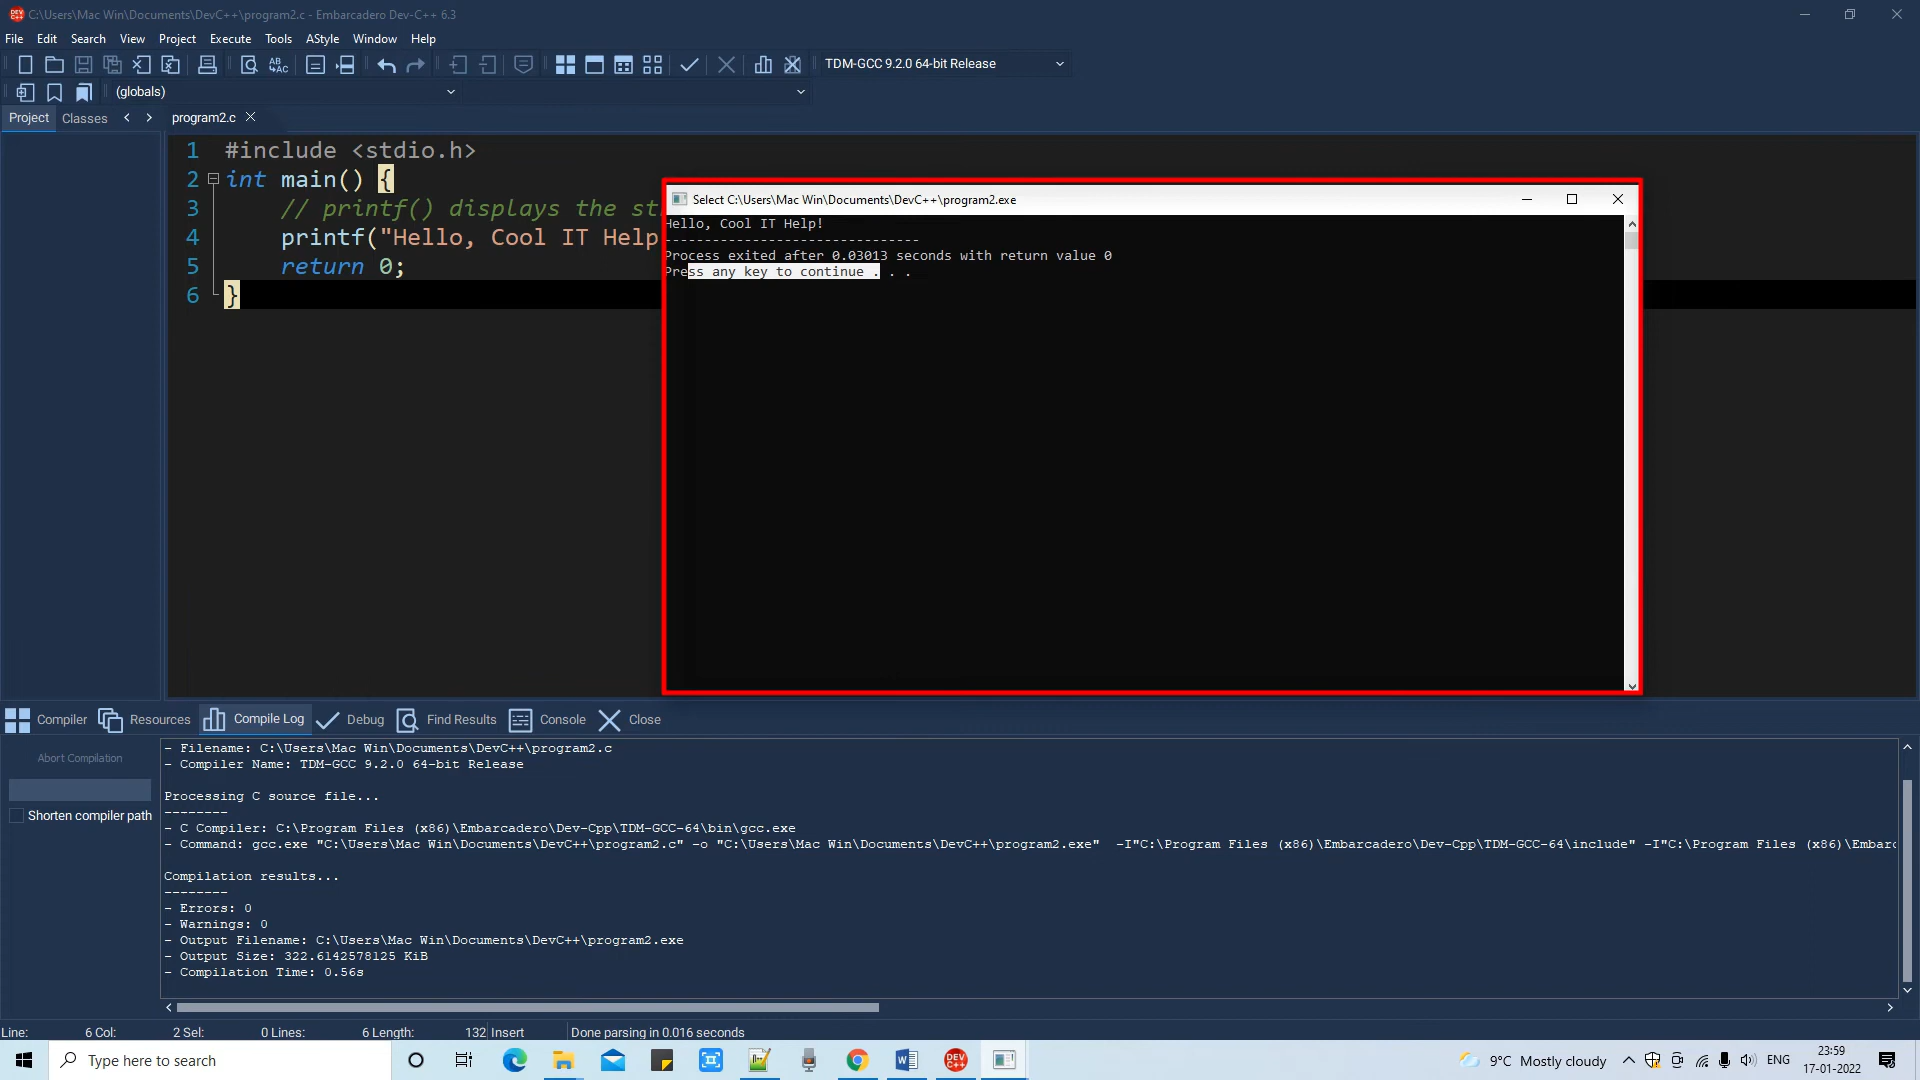 C:\Users\Mac Win\Documents\DevC++\program2.c - Embarcadero Dev-C++ 6.3
File Edit Search View Project Execute Tools AStyle Window Help
TDM-GCC 9.2.0 64-bit Release
(globals)
Project Classes program2.c
1 #include <stdio.h>
2 int main() {
3 // printf() displays the st
4 printf("Hello, Cool IT Help
5 return 0;
6 }
Select C:\Users\Mac Win\Documents\DevC++\program2.exe
Hello, Cool IT Help!
--------------------------------
Process exited after 0.03013 seconds with return value 0
Press any key to continue . . .
Compiler Resources Compile Log Debug Find Results Console Close
Abort Compilation
Shorten compiler path
- Filename: C:\Users\Mac Win\Documents\DevC++\program2.c
- Compiler Name: TDM-GCC 9.2.0 64-bit Release
Processing C source file...
--------
- C Compiler: C:\Program Files (x86)\Embarcadero\Dev-Cpp\TDM-GCC-64\bin\gcc.exe
- Command: gcc.exe "C:\Users\Mac Win\Documents\DevC++\program2.c" -o "C:\Users\Mac Win\Documents\DevC++\program2.exe" -I"C:\Program Files (x86)\Embarcadero\Dev-Cpp\TDM-GCC-64\include" -I"C:\Program Files (x86)\Embarc
Compilation results...
--------
- Errors: 0
- Warnings: 0
- Output Filename: C:\Users\Mac Win\Documents\DevC++\program2.exe
- Output Size: 322.6142578125 KiB
- Compilation Time: 0.56s
Line: 6 Col: 2 Sel: 0 Lines: 6 Length: 132 Insert Done parsing in 0.016 seconds
Type here to search
DEV C++
9°C Mostly cloudy
ENG
23:59
17-01-2022